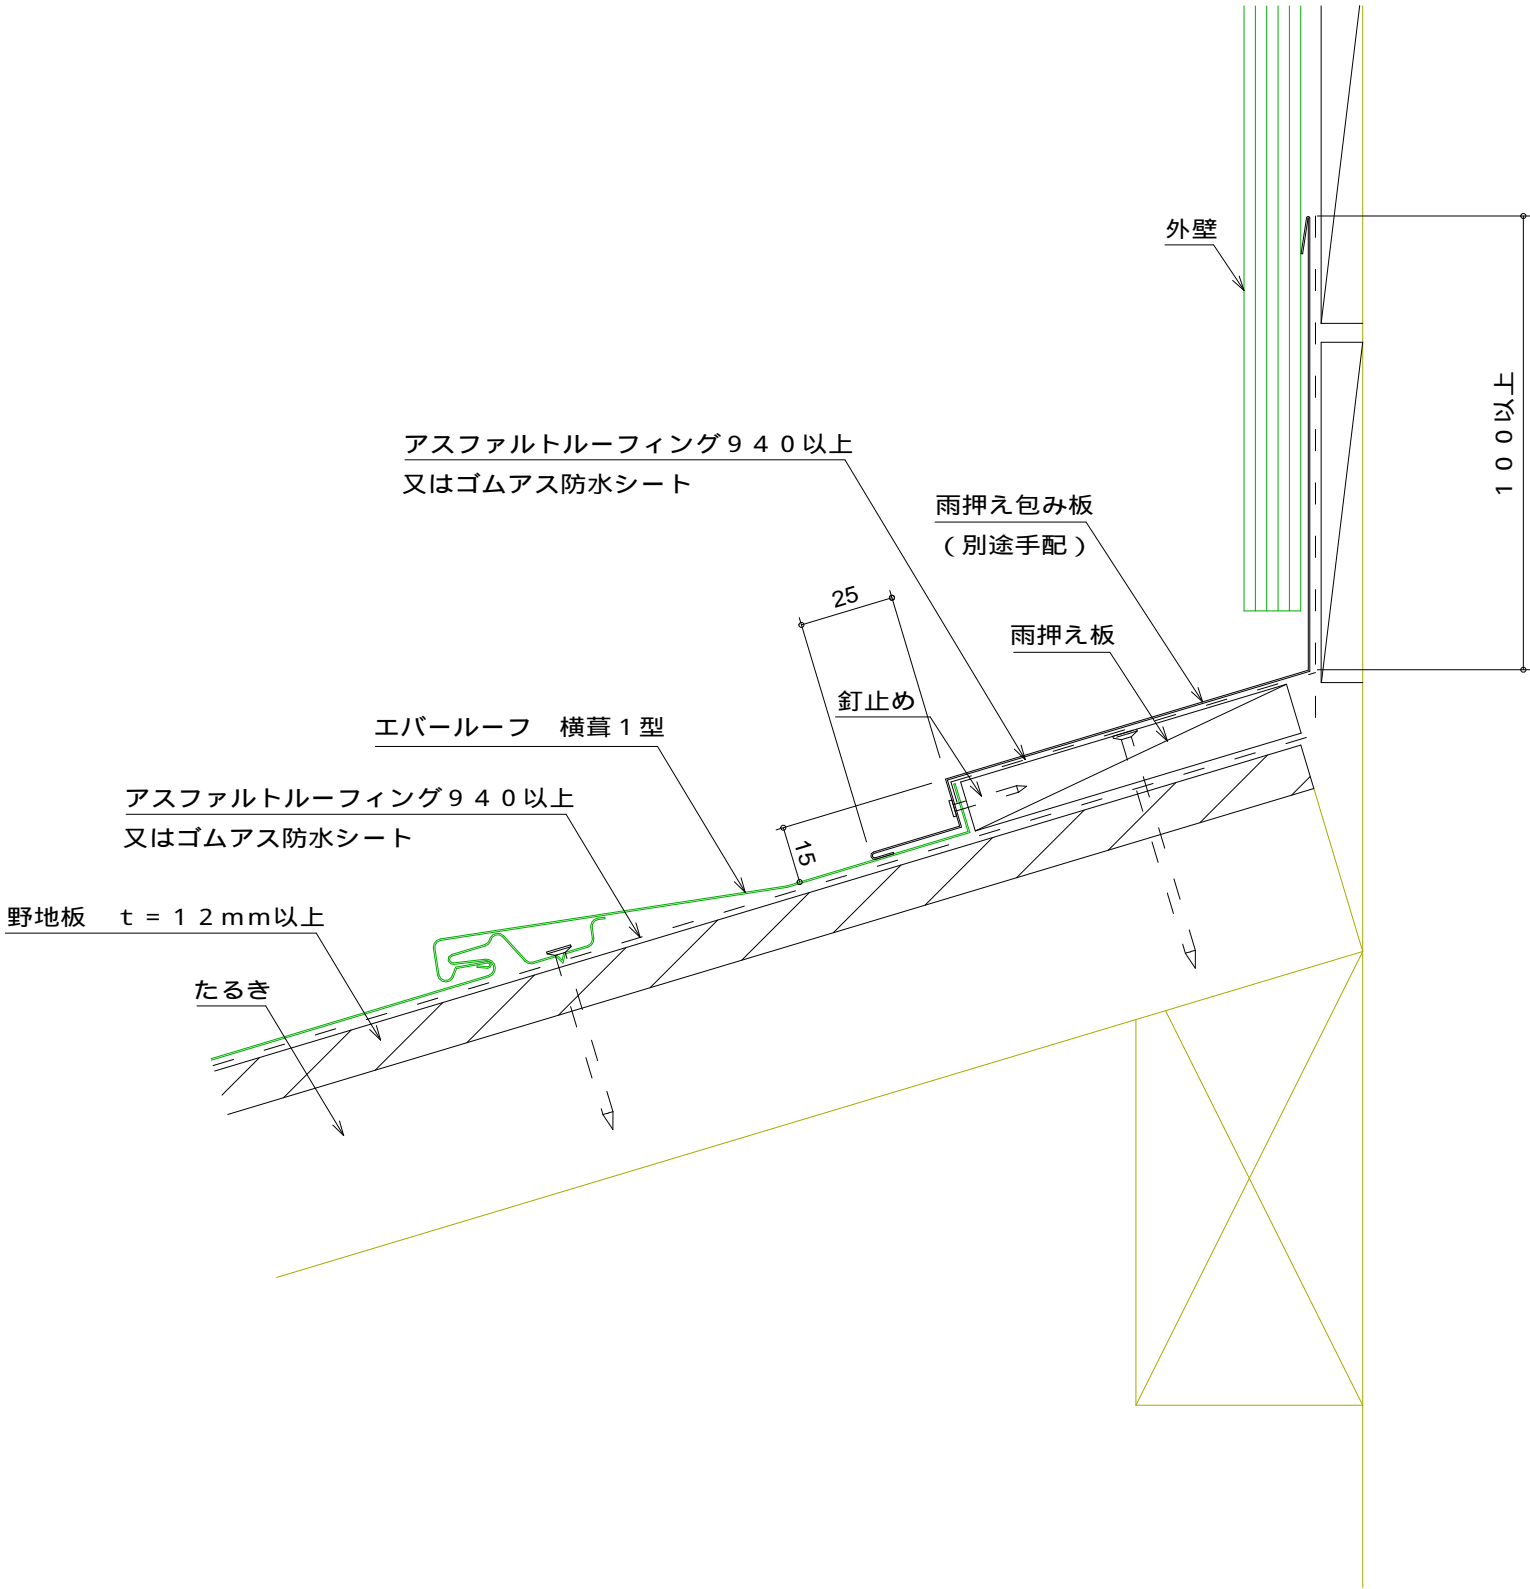 外壁
１００以上
アスファルトルーフィング９４０以上
又はゴムアス防水シート
雨押え包み板
（別途手配）
25
雨押え板
釘止め
エバールーフ　横葺１型
アスファルトルーフィング９４０以上
又はゴムアス防水シート
15
野地板　ｔ＝１２ｍｍ以上
たるき